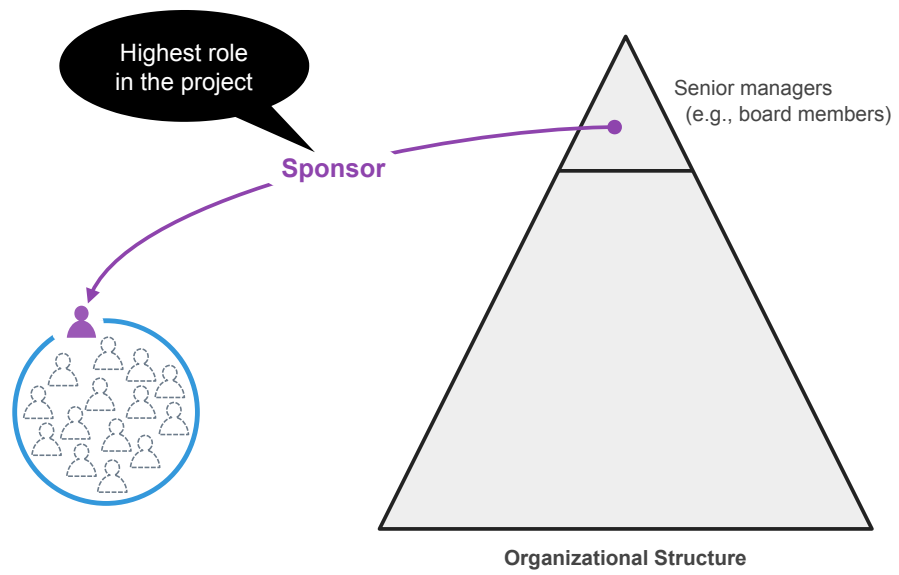 Highest role
in the project
Senior managers
(e.g., board members)
Sponsor
Organizational Structure